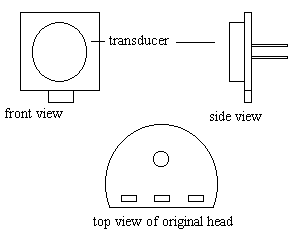 transducer
front view
side view
top view of original head